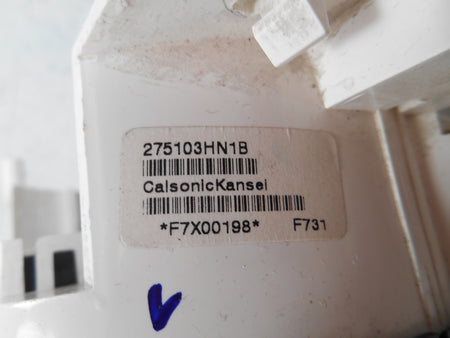 275103HN1B
CalsonicKansei
*F7X00198* F731